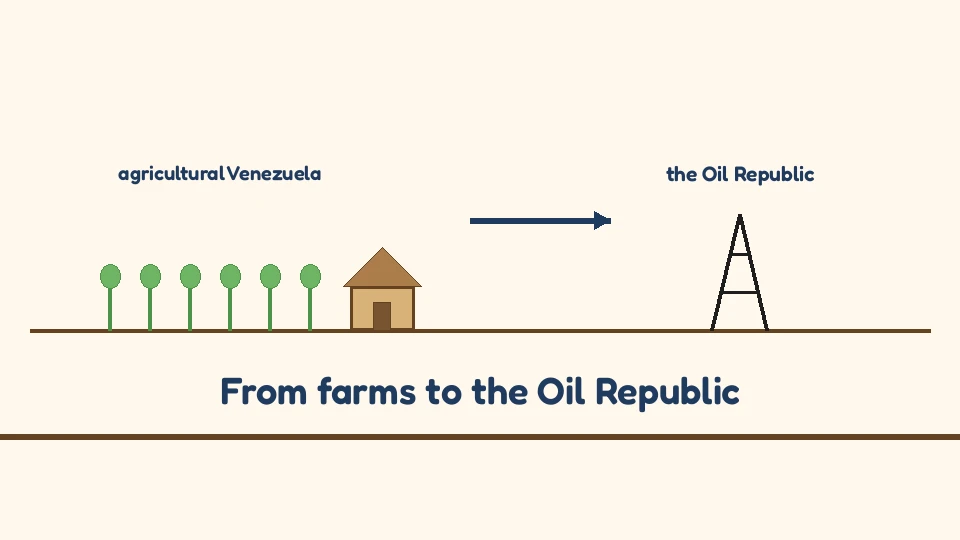 agricultural Venezuela
the Oil Republic
From farms to the Oil Republic